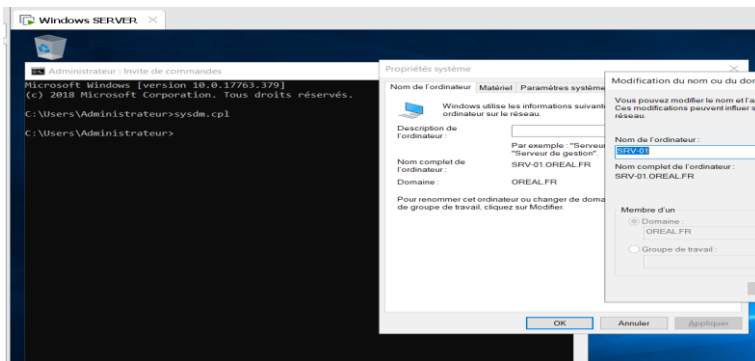 Windows SERVER
Administrateur : Invite de commandes
Microsoft Windows [version 10.0.17763.379]
(c) 2018 Microsoft Corporation. Tous droits réservés.
C:\Users\Administrateur>sysdm.cpl
C:\Users\Administrateur>
Propriétés système
Nom de l'ordinateur Matériel Paramètres système
Windows utilise les informations suivante
ordinateur sur le réseau.
Description de
l'ordinateur :
Par exemple : "Serveur
"Serveur de gestion".
Nom complet de
l'ordinateur :
SRV-01.OREAL.FR
Domaine :
OREAL.FR
Pour renommer cet ordinateur ou changer de doma
de groupe de travail, cliquez sur Modifier.
OK Annuler Appliquer
Modification du nom ou du dor
Vous pouvez modifier le nom et l'a
Ces modifications peuvent influer s
réseau.
Nom de l'ordinateur :
SRV-01
Nom complet de l'ordinateur :
SRV-01.OREAL.FR
Membre d'un
Domaine :
OREAL.FR
Groupe de travail :